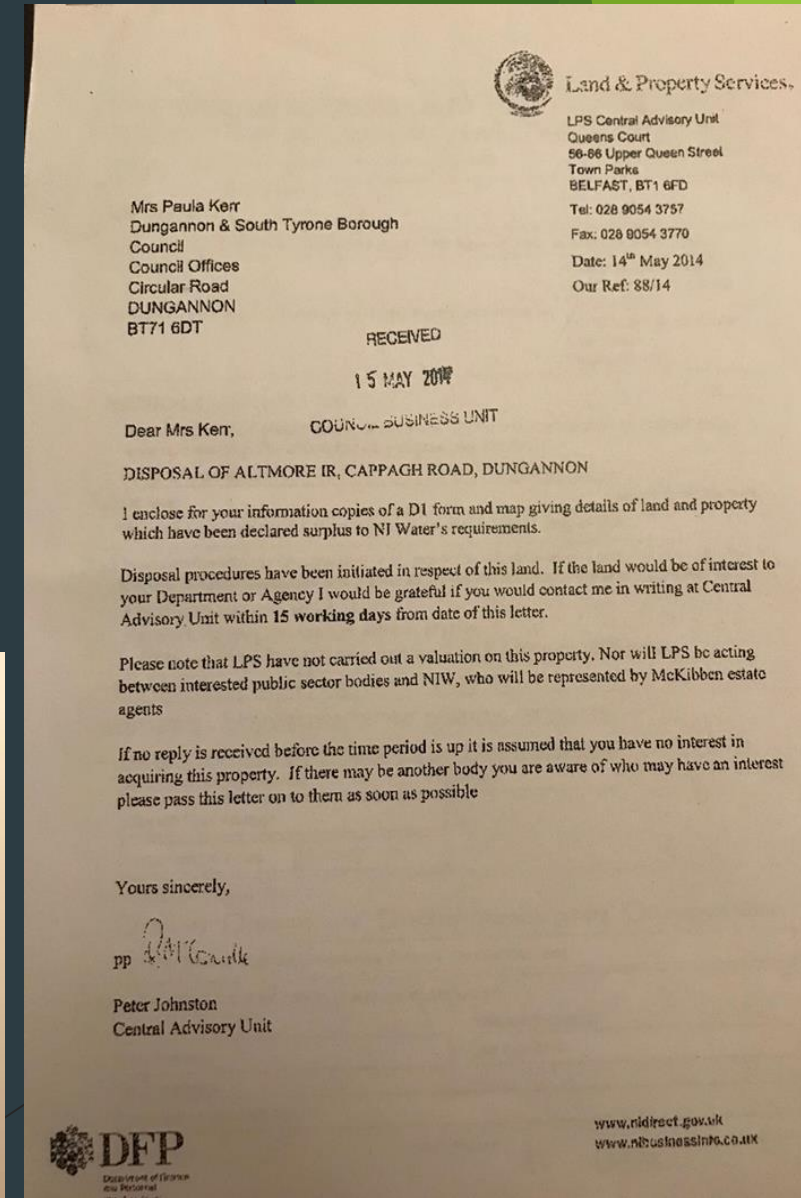 Land & Property Services.
LPS Central Advisory Unit
Queens Court
56-66 Upper Queen Street
Town Parks
BELFAST, BT1 6FD
Tel: 028 9054 3757
Fax: 028 9054 3770
Date: 14th May 2014
Our Ref: 88/14
Mrs Paula Kerr
Dungannon & South Tyrone Borough
Council
Council Offices
Circular Road
DUNGANNON
BT71 6DT
RECEIVED
15 MAY 2014
COUNCIL BUSINESS UNIT
Dear Mrs Kerr,
DISPOSAL OF ALTMORE IR, CAPPAGH ROAD, DUNGANNON
I enclose for your information copies of a D1 form and map giving details of land and property
which have been declared surplus to NI Water's requirements.
Disposal procedures have been initiated in respect of this land. If the land would be of interest to
your Department or Agency I would be grateful if you would contact me in writing at Central
Advisory Unit within 15 working days from date of this letter.
Please note that LPS have not carried out a valuation on this property. Nor will LPS be acting
between interested public sector bodies and NIW, who will be represented by McKibben estate
agents
If no reply is received before the time period is up it is assumed that you have no interest in
acquiring this property. If there may be another body you are aware of who may have an interest
please pass this letter on to them as soon as possible
Yours sincerely,
pp
Peter Johnston
Central Advisory Unit
DFP
Department of Finance
and Personnel
www.nidirect.gov.uk
www.nibusinessinfo.co.uk